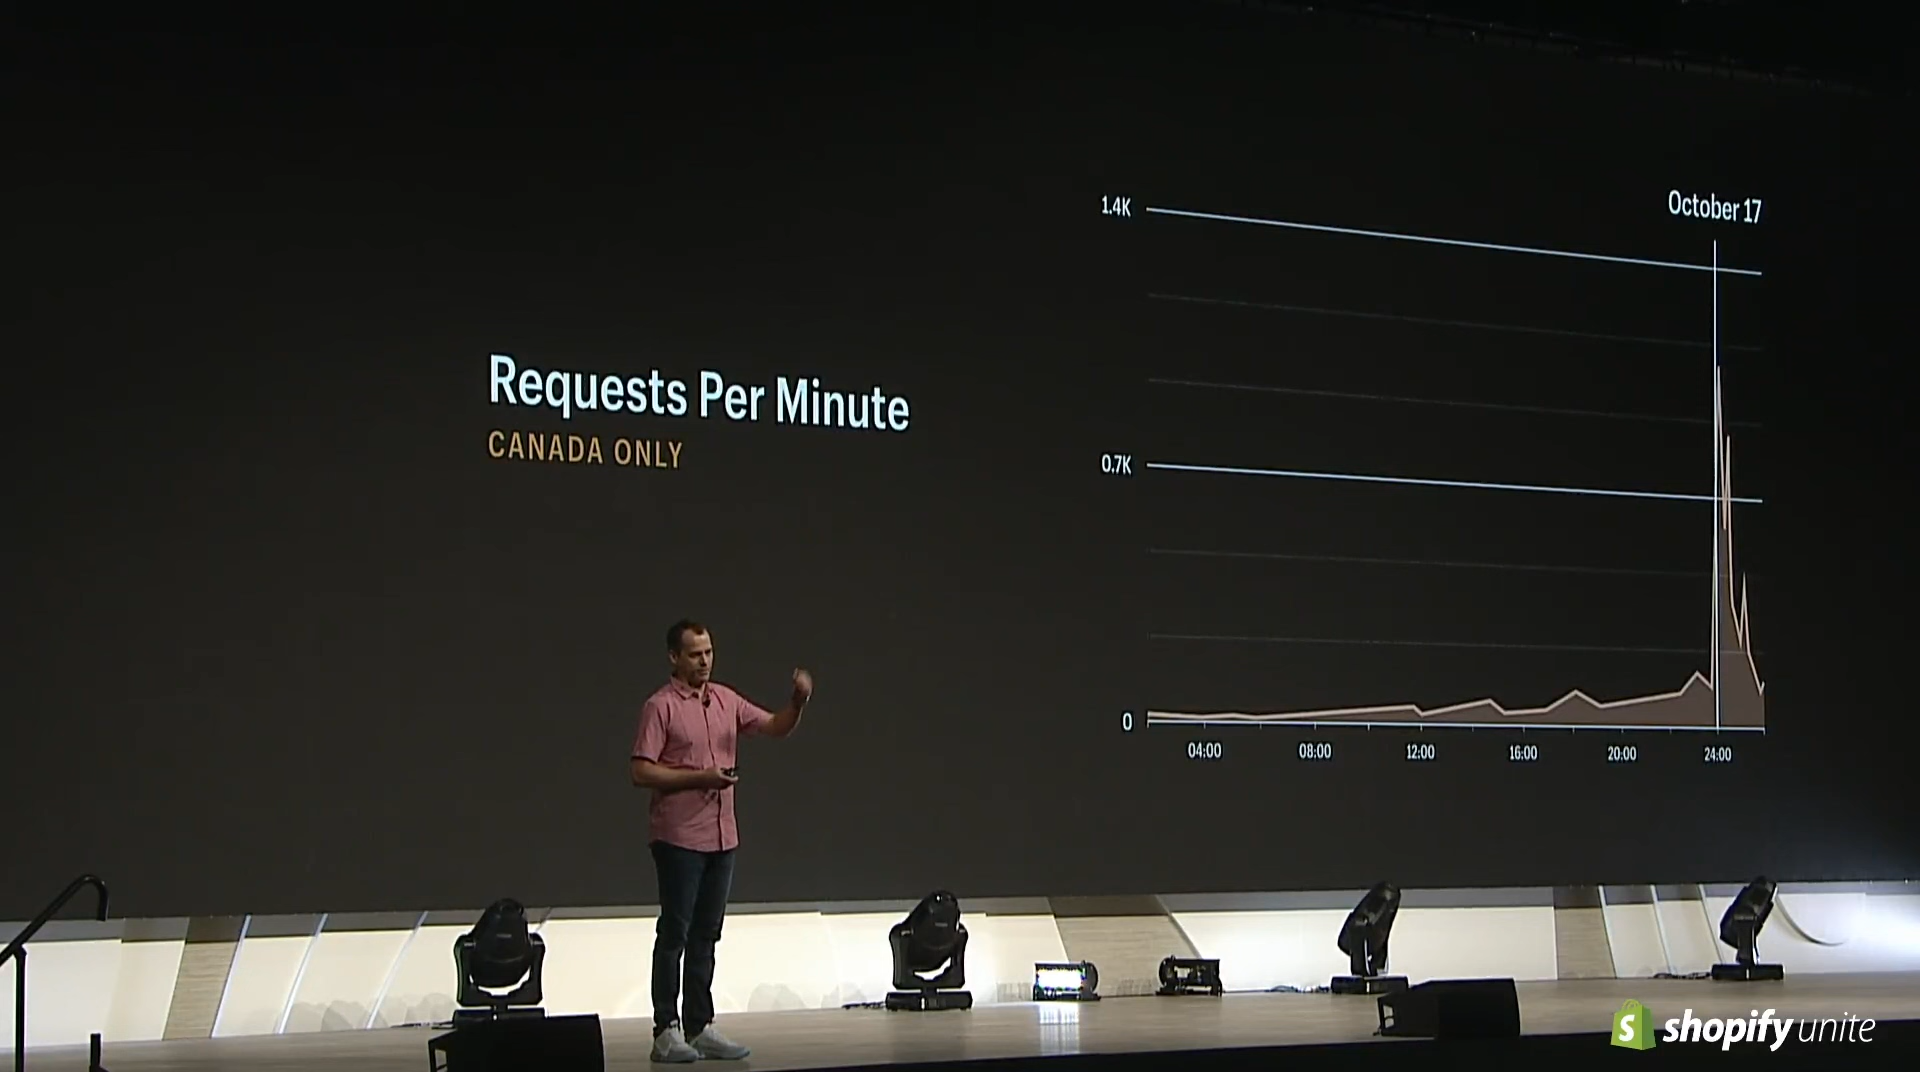 October 17
1.4K
Requests Per Minute
CANADA ONLY
0.7K
0
04:00
08:00
12:00
16:00
20:00
24:00
shopify unite